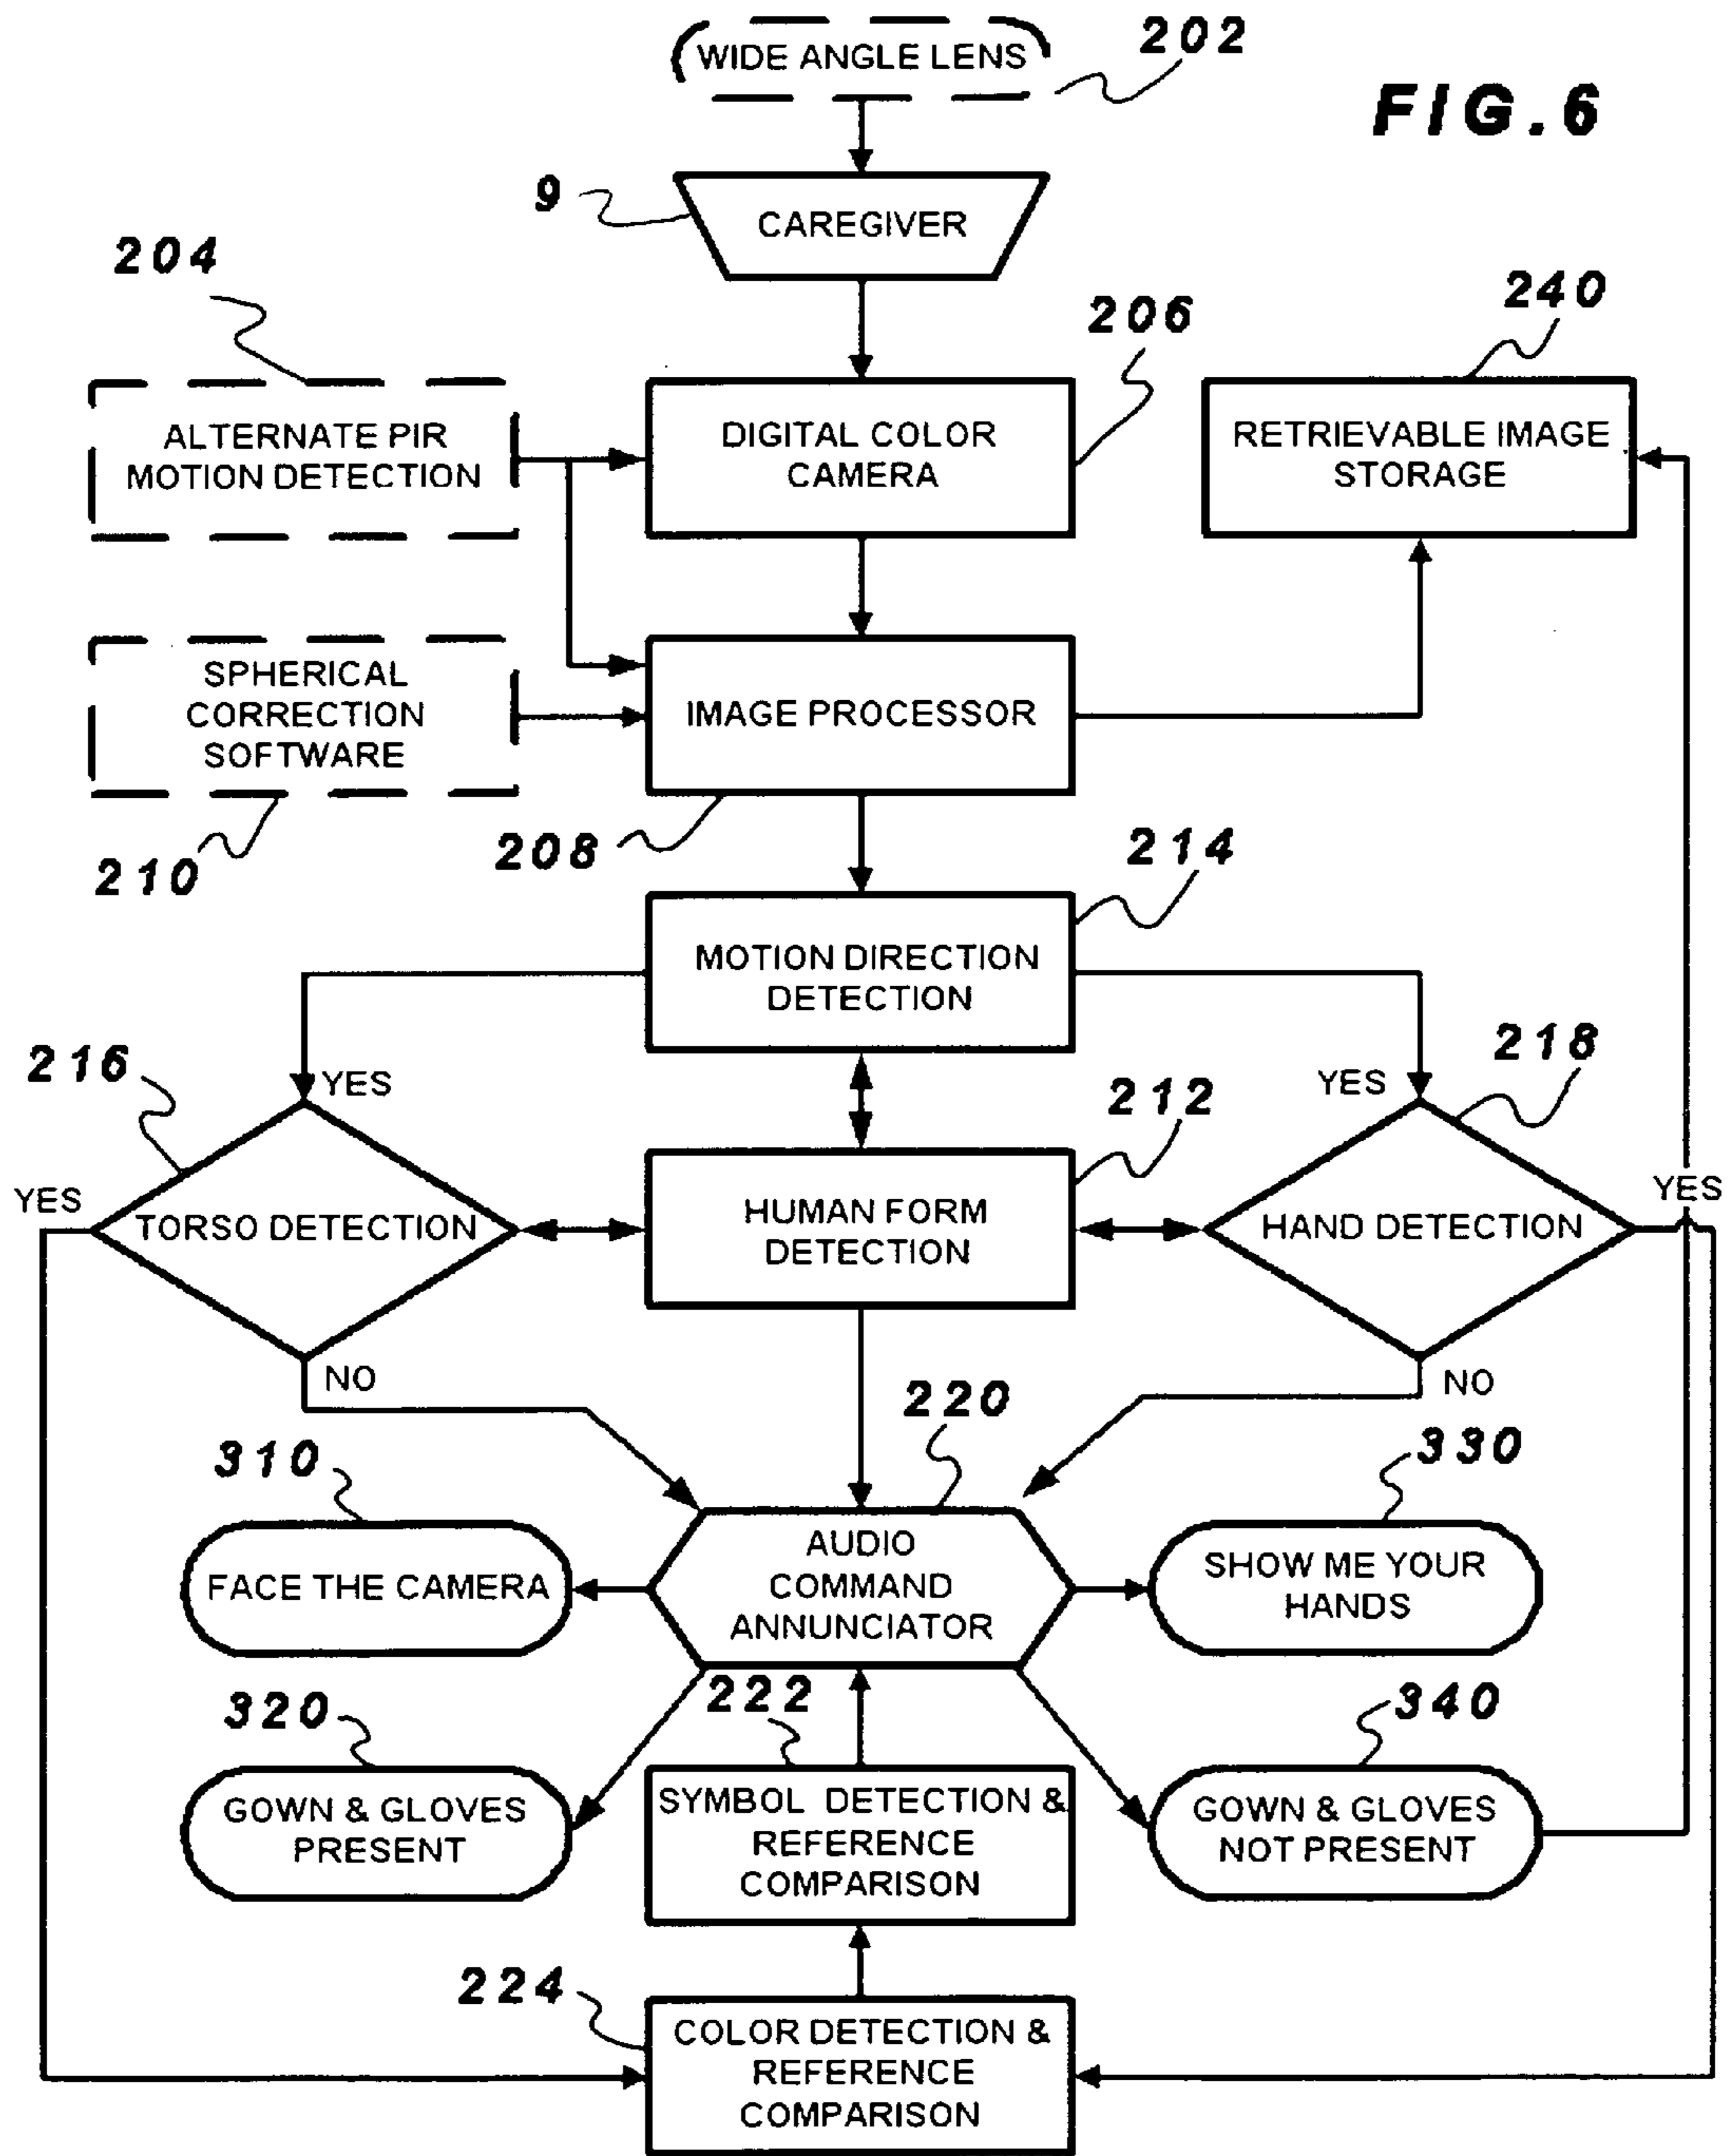 WIDE ANGLE LENS
202
FIG.6
9
CAREGIVER
204
206
240
ALTERNATE PIR
MOTION DETECTION
DIGITAL COLOR
CAMERA
RETRIEVABLE IMAGE
STORAGE
SPHERICAL
CORRECTION
SOFTWARE
IMAGE PROCESSOR
210
208
214
MOTION DIRECTION
DETECTION
216
YES
YES
218
212
YES
TORSO DETECTION
HUMAN FORM
DETECTION
HAND DETECTION
YES
NO
NO
220
310
330
FACE THE CAMERA
AUDIO
COMMAND
ANNUNCIATOR
SHOW ME YOUR
HANDS
320
222
340
GOWN & GLOVES
PRESENT
SYMBOL DETECTION &
REFERENCE
COMPARISON
GOWN & GLOVES
NOT PRESENT
224
COLOR DETECTION &
REFERENCE
COMPARISON